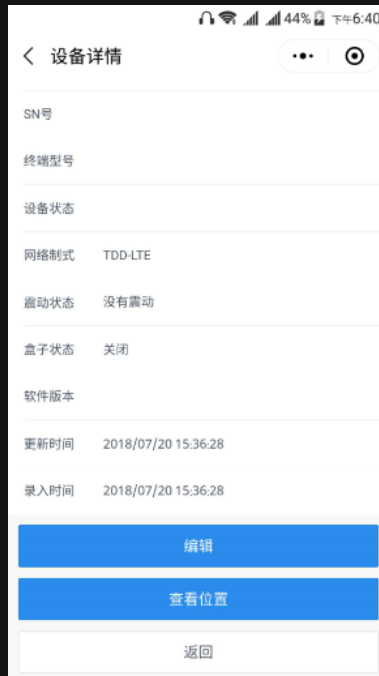 44% 下午6:40
设备详情
SN号
终端型号
设备状态
网络制式 TDD-LTE
震动状态 没有震动
盒子状态 关闭
软件版本
更新时间 2018/07/20 15:36:28
录入时间 2018/07/20 15:36:28
编辑
查看位置
返回